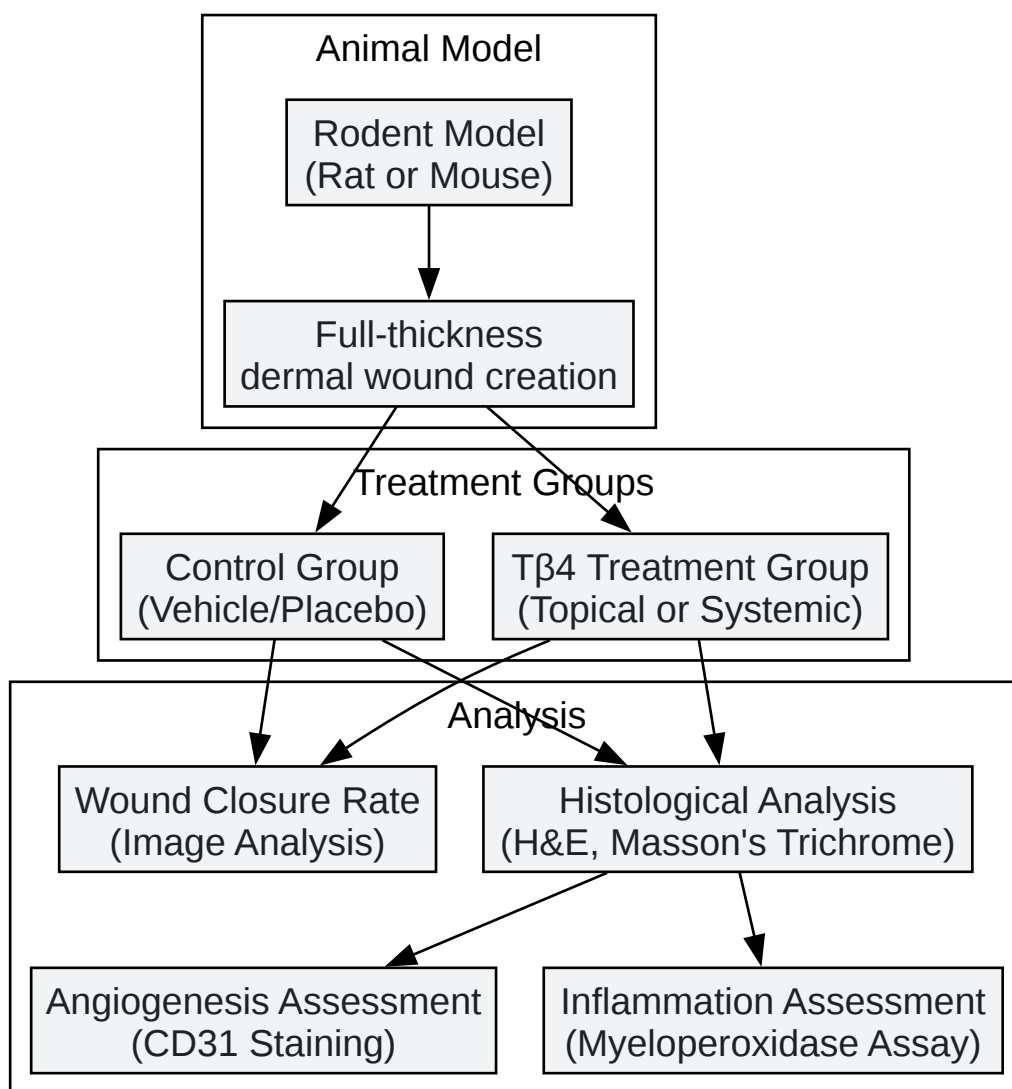 Animal Model
Rodent Model
(Rat or Mouse)
Full-thickness
dermal wound creation
Treatment Groups
Control Group
(Vehicle/Placebo)
Tβ4 Treatment Group
(Topical or Systemic)
Analysis
Wound Closure Rate
(Image Analysis)
Histological Analysis
(H&E, Masson's Trichrome)
Angiogenesis Assessment
(CD31 Staining)
Inflammation Assessment
(Myeloperoxidase Assay)